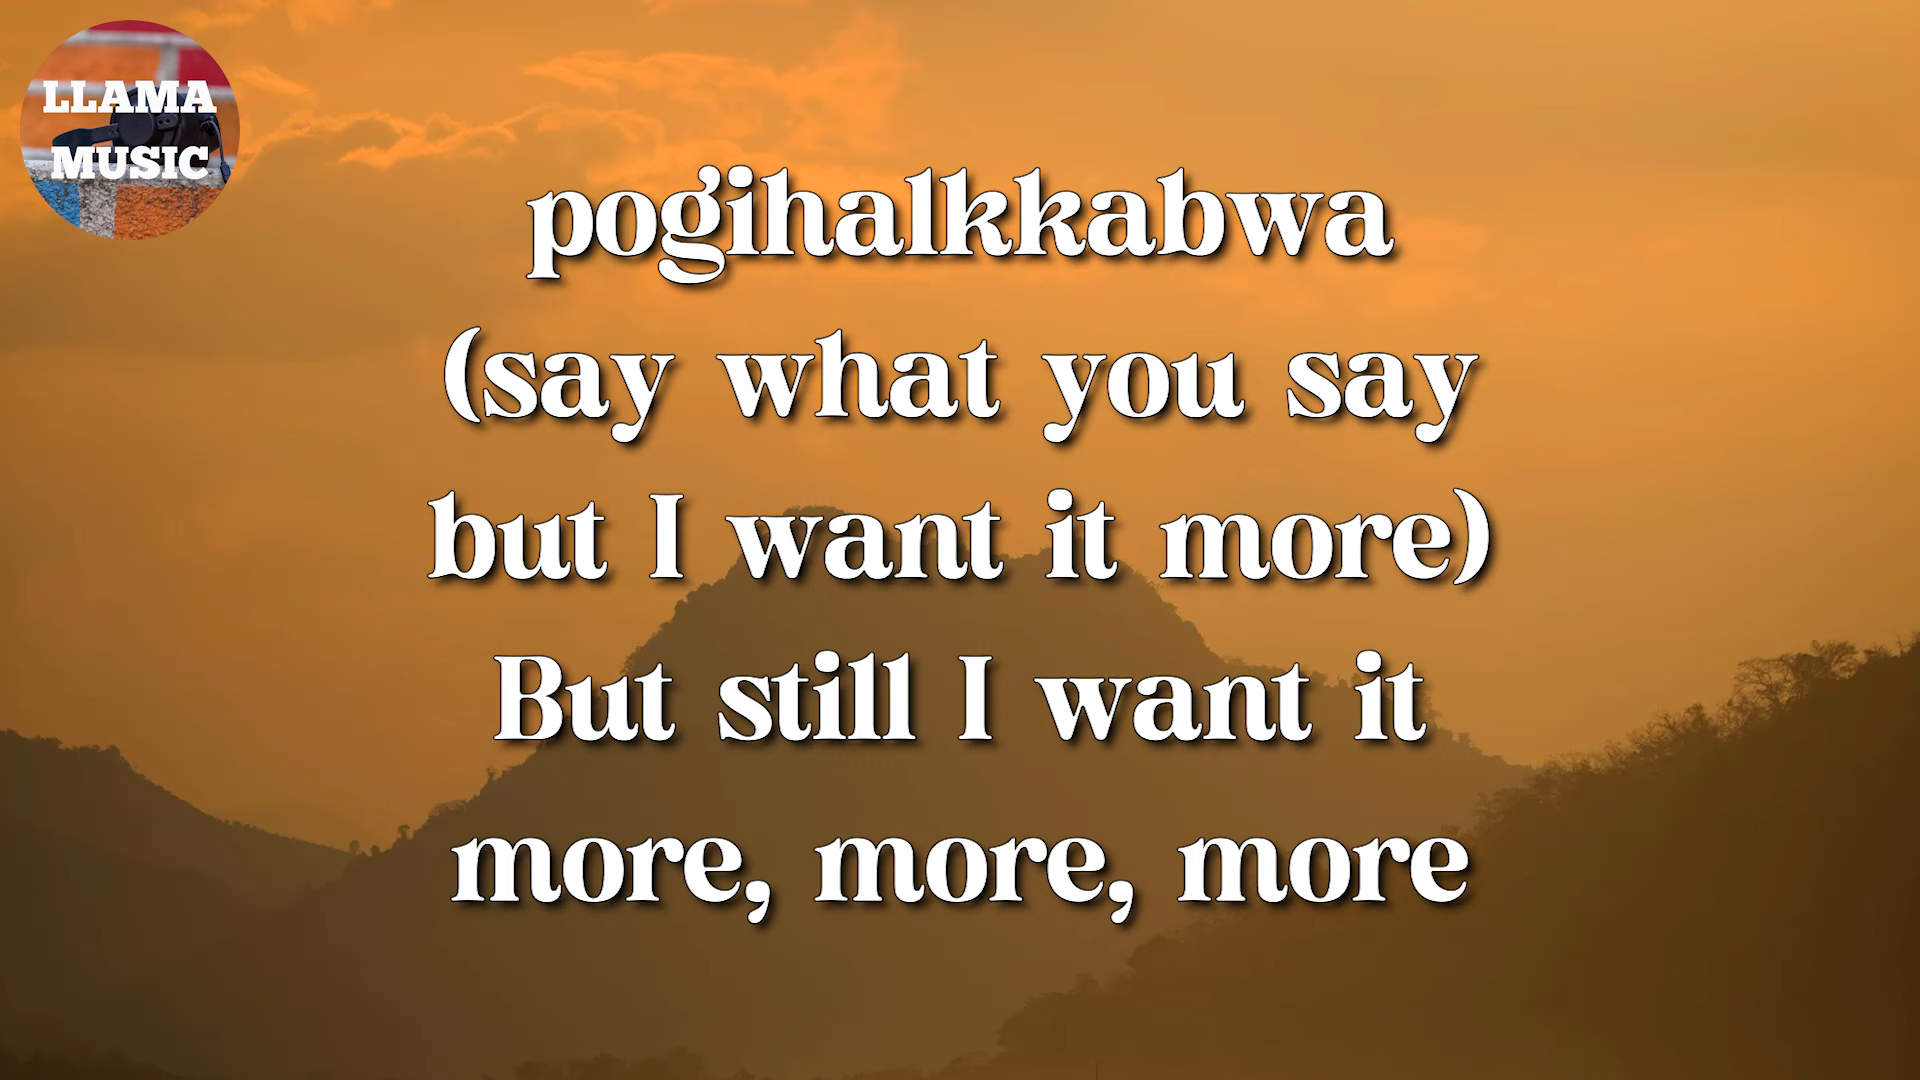 LLAMA
MUSIC
pogihalkkabwa
(say what you say
but I want it more)
But still I want it
more, more, more